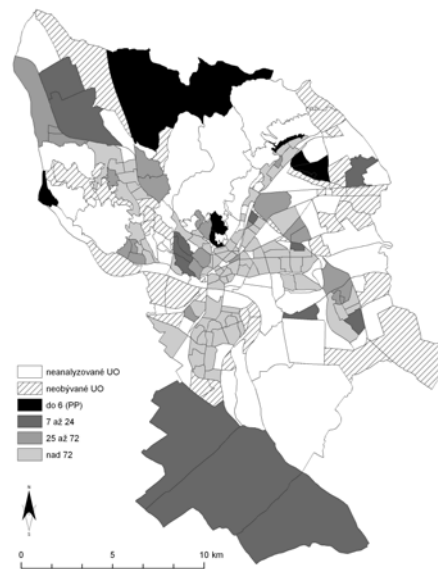 neanalyzované UO
neobývané UO
do 6 (PP)
7 až 24
25 až 72
nad 72
N
S
0 5 10 km